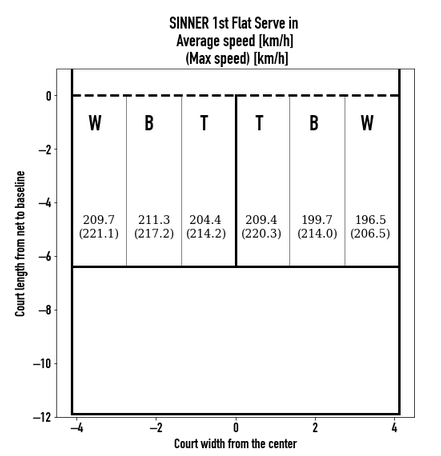 SINNER 1st Flat Serve in
Average speed [km/h]
(Max speed) [km/h]
Court length from net to baseline
0
−2
−4
−6
−8
−10
−12
W B T T B W
209.7 211.3 204.4 209.4 199.7 196.5
(221.1) (217.2) (214.2) (220.3) (214.0) (206.5)
−4 −2 0 2 4
Court width from the center